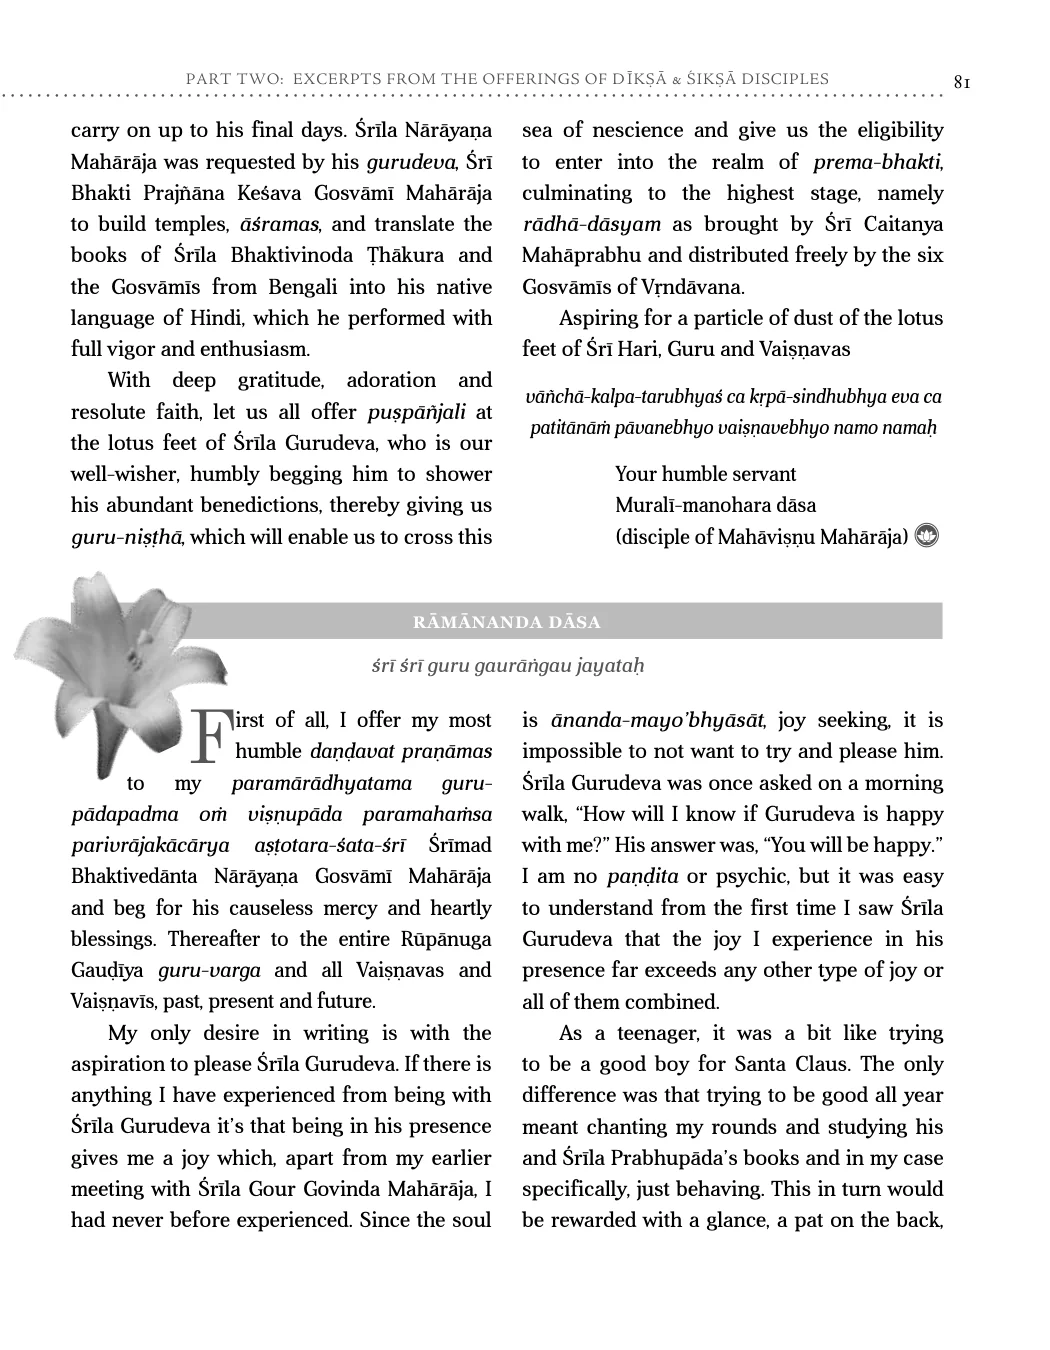 PART TWO: EXCERPTS FROM THE OFFERINGS OF DĪKṢĀ & ŚIKṢĀ DISCIPLES 81
carry on up to his final days. Śrīla Nārāyaṇa
Mahārāja was requested by his gurudeva, Śrī
Bhakti Prajñāna Keśava Gosvāmī Mahārāja
to build temples, āśramas, and translate the
books of Śrīla Bhaktivinoda Ṭhākura and
the Gosvāmīs from Bengali into his native
language of Hindi, which he performed with
full vigor and enthusiasm.
With deep gratitude, adoration and
resolute faith, let us all offer puṣpāñjali at
the lotus feet of Śrīla Gurudeva, who is our
well-wisher, humbly begging him to shower
his abundant benedictions, thereby giving us
guru-niṣṭhā, which will enable us to cross this
sea of nescience and give us the eligibility
to enter into the realm of prema-bhakti,
culminating to the highest stage, namely
rādhā-dāsyam as brought by Śrī Caitanya
Mahāprabhu and distributed freely by the six
Gosvāmīs of Vṛndāvana.
Aspiring for a particle of dust of the lotus
feet of Śrī Hari, Guru and Vaiṣṇavas
vāñchā-kalpa-tarubhyaś ca kṛpā-sindhubhya eva ca
patitānāṁ pāvanebhyo vaiṣṇavebhyo namo namaḥ
Your humble servant
Muralī-manohara dāsa
(disciple of Mahāviṣṇu Mahārāja)
RĀMĀNANDA DĀSA
śrī śrī guru gaurāṅgau jayataḥ
First of all, I offer my most
humble daṇḍavat praṇāmas
to my paramārādhyatama guru-
pādapadma oṁ viṣṇupāda paramahaṁsa
parivrājakācārya aṣṭotara-śata-śrī Śrīmad
Bhaktivedānta Nārāyaṇa Gosvāmī Mahārāja
and beg for his causeless mercy and heartly
blessings. Thereafter to the entire Rūpānuga
Gauḍīya guru-varga and all Vaiṣṇavas and
Vaiṣṇavīs, past, present and future.
My only desire in writing is with the
aspiration to please Śrīla Gurudeva. If there is
anything I have experienced from being with
Śrīla Gurudeva it’s that being in his presence
gives me a joy which, apart from my earlier
meeting with Śrīla Gour Govinda Mahārāja, I
had never before experienced. Since the soul
is ānanda-mayo’bhyāsāt, joy seeking, it is
impossible to not want to try and please him.
Śrīla Gurudeva was once asked on a morning
walk, “How will I know if Gurudeva is happy
with me?” His answer was, “You will be happy.”
I am no paṇḍita or psychic, but it was easy
to understand from the first time I saw Śrīla
Gurudeva that the joy I experience in his
presence far exceeds any other type of joy or
all of them combined.
As a teenager, it was a bit like trying
to be a good boy for Santa Claus. The only
difference was that trying to be good all year
meant chanting my rounds and studying his
and Śrīla Prabhupāda’s books and in my case
specifically, just behaving. This in turn would
be rewarded with a glance, a pat on the back,